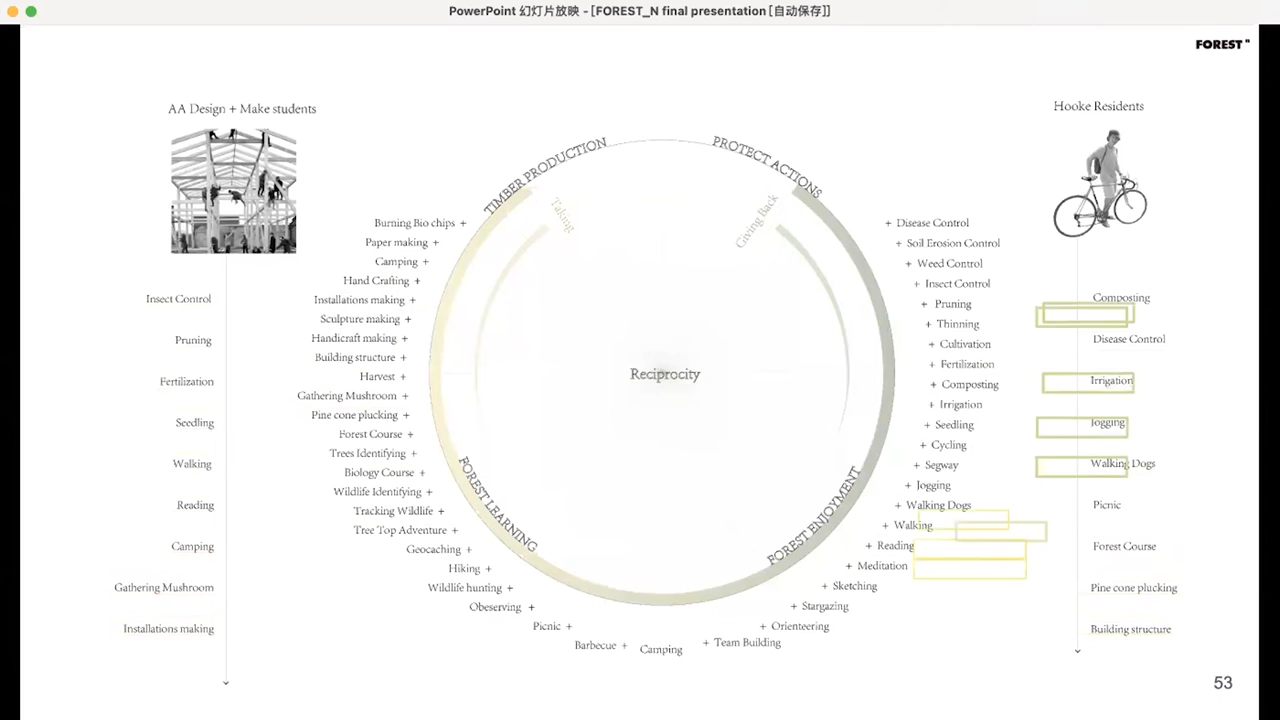 PowerPoint 幻灯片放映 - [FOREST_N final presentation [自动保存]]
FOREST"
AA Design + Make students
Hooke Residents
TIMBER PRODUCTION
PROTECT ACTIONS
Taking
Giving Back
Insect Control
Pruning
Fertilization
Seedling
Walking
Reading
Camping
Gathering Mushroom
Installations making
Burning Bio chips +
Paper making +
Camping +
Hand Crafting +
Installations making +
Sculpture making +
Handicraft making +
Building structure +
Harvest +
Gathering Mushroom +
Pine cone plucking +
Forest Course +
Trees Identifying +
Biology Course +
Wildlife Identifying +
Tracking Wildlife +
Tree Top Adventure +
Geocaching +
Hiking +
Wildlife hunting +
Obeserving +
Picnic +
Barbecue +
Camping
Reciprocity
FOREST LEARNING
FOREST ENJOYMENT
+ Disease Control
+ Soil Erosion Control
+ Weed Control
+ Insect Control
+ Pruning
+ Thinning
+ Cultivation
+ Fertilization
+ Composting
+ Irrigation
+ Seedling
+ Cycling
+ Segway
+ Jogging
+ Walking Dogs
+ Walking
+ Reading
+ Meditation
+ Sketching
+ Stargazing
+ Orienteering
+ Team Building
Composting
Disease Control
Irrigation
Jogging
Walking Dogs
Picnic
Forest Course
Pine cone plucking
Building structure
53